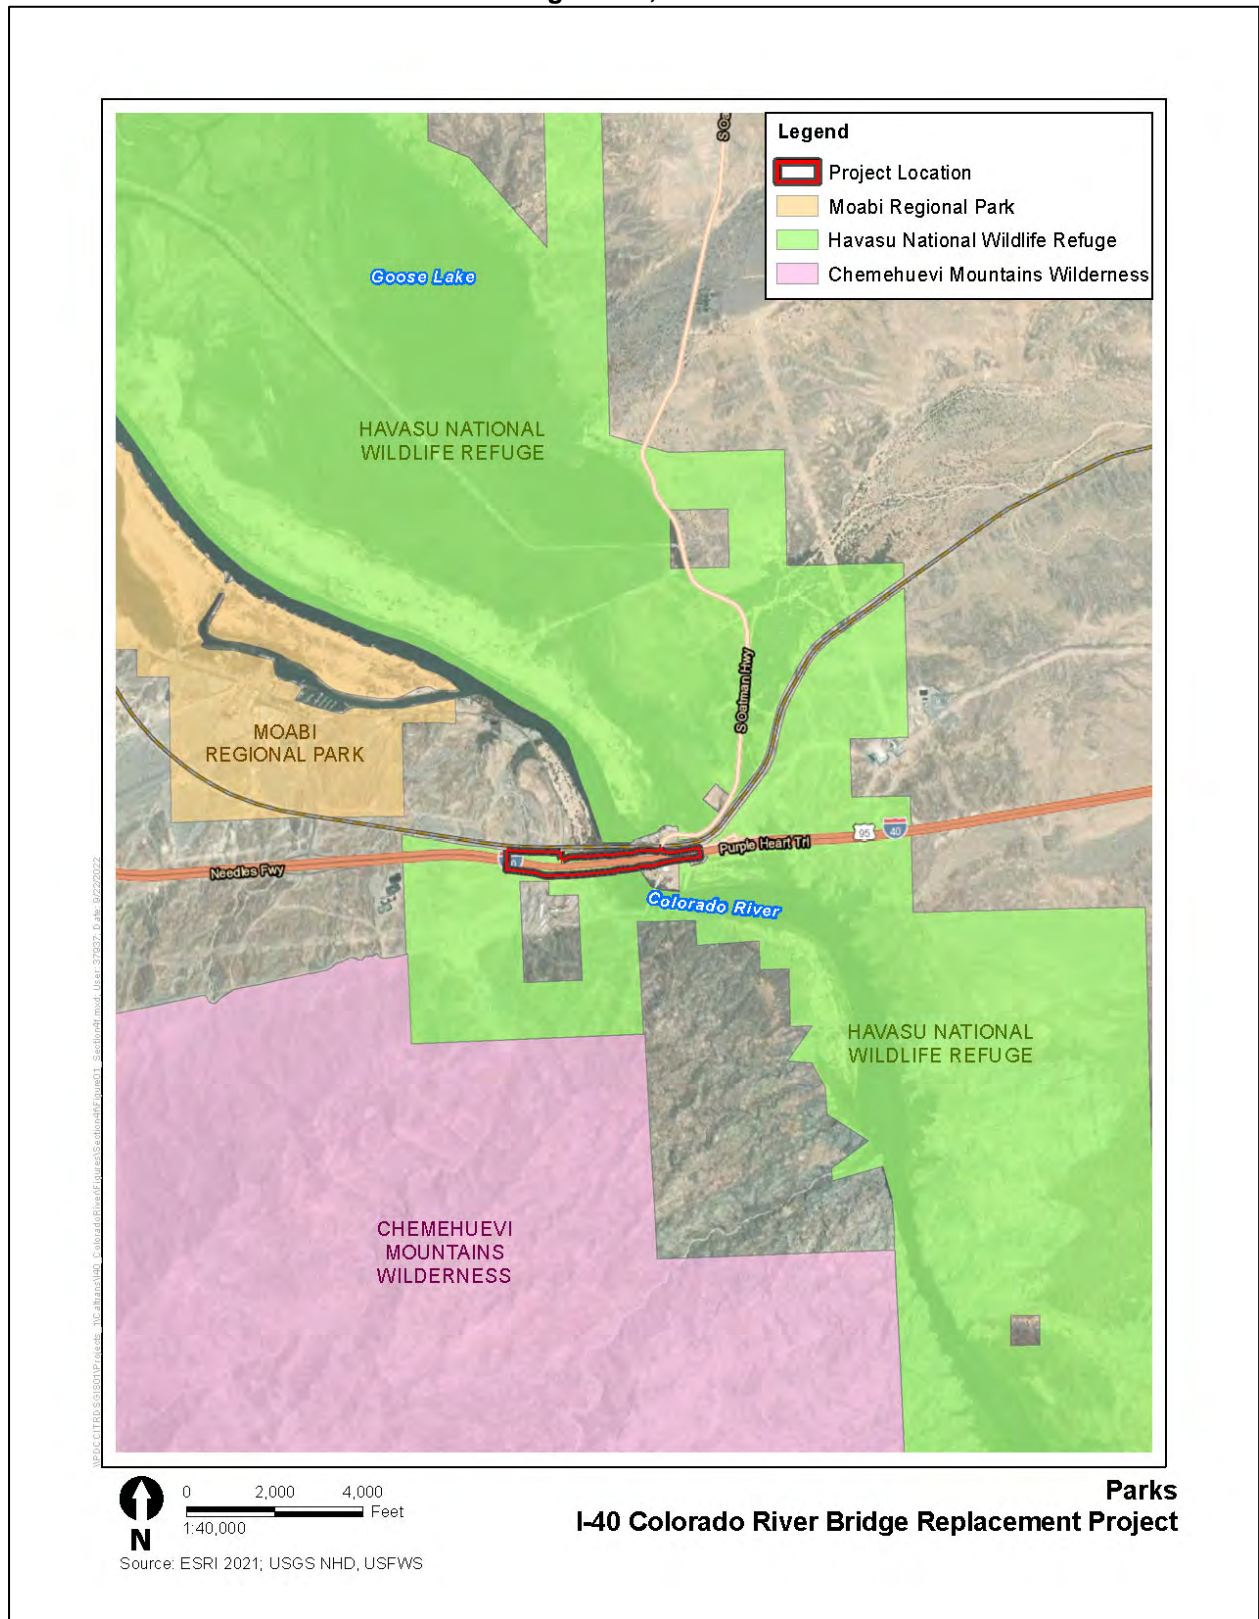 Legend
Project Location
Moabi Regional Park
Havasu National Wildlife Refuge
Chemehuevi Mountains Wilderness
Goose Lake
HAVASU NATIONAL
WILDLIFE REFUGE
S Oatman Hwy
MOABI
REGIONAL PARK
Needles Fwy
Purple Heart Trl
95
40
Colorado River
HAVASU NATIONAL
WILDLIFE REFUGE
CHEMEHUEVI
MOUNTAINS
WILDERNESS
N
0 2,000 4,000
Feet
1:40,000
Source: ESRI 2021; USGS NHD, USFWS
Parks
I-40 Colorado River Bridge Replacement Project